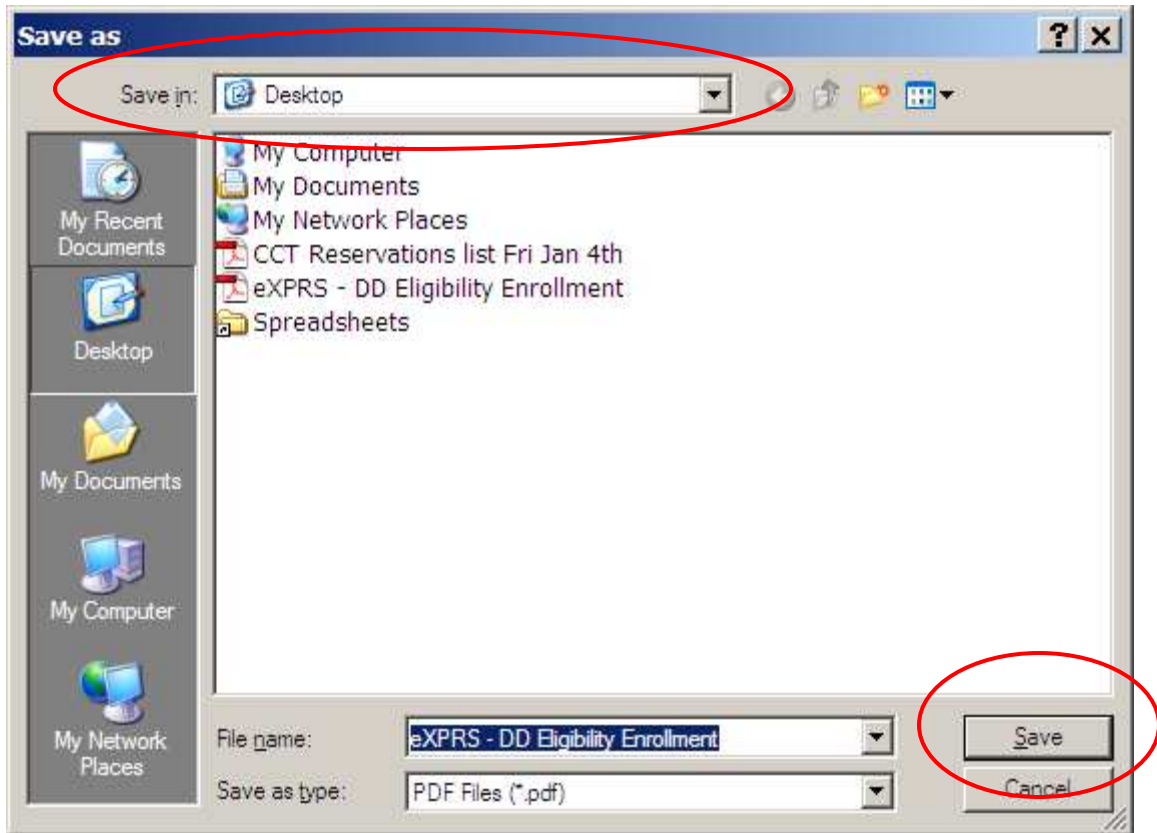 Save as
Save in:
Desktop
My Computer
My Documents
My Network Places
CCT Reservations list Fri Jan 4th
eXPRS - DD Eligibility Enrollment
Spreadsheets
My Recent
Documents
Desktop
My Documents
My Computer
My Network
Places
File name:
eXPRS - DD Eligibility Enrollment
Save
Save as type:
PDF Files (*.pdf)
Cancel